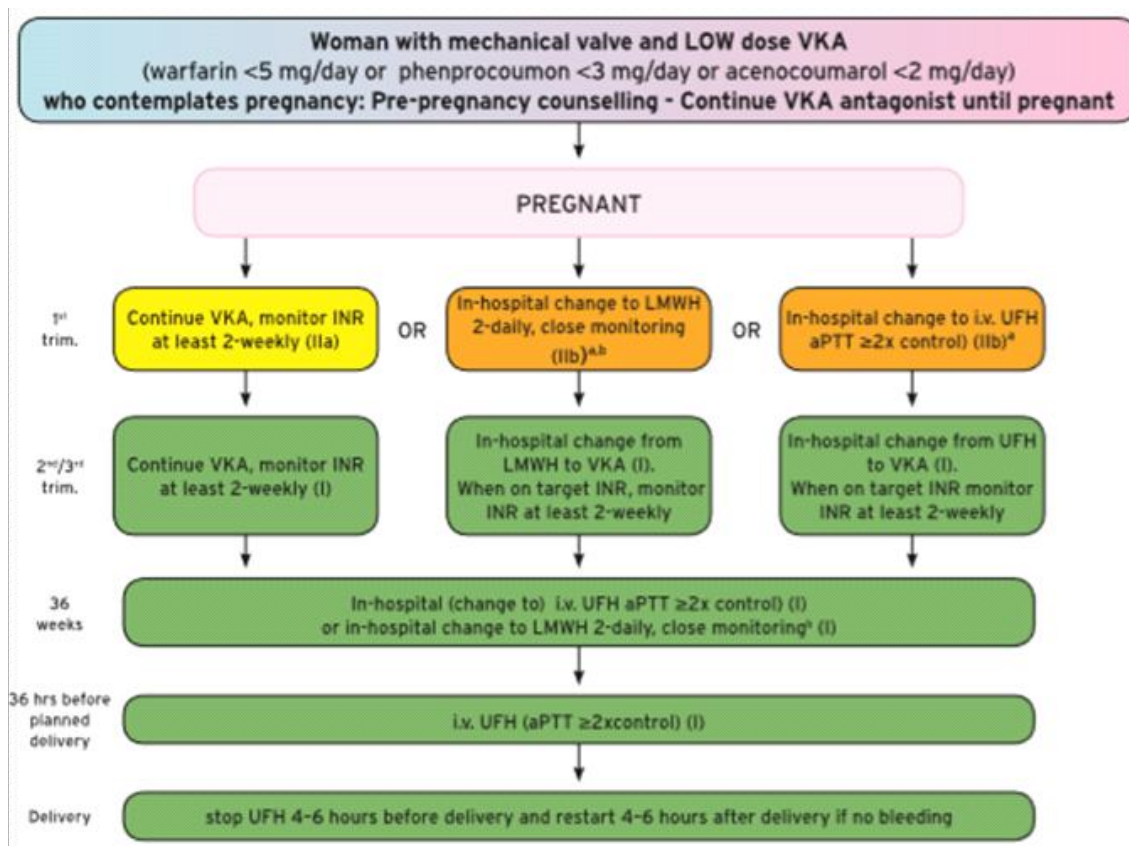 Woman with mechanical valve and LOW dose VKA
(warfarin <5 mg/day or phenprocoumon <3 mg/day or acenocoumarol <2 mg/day)
who contemplates pregnancy: Pre-pregnancy counselling - Continue VKA antagonist until pregnant
PREGNANT
1st
trim.
Continue VKA, monitor INR
at least 2-weekly (IIa)
OR
In-hospital change to LMWH
2-daily, close monitoring
(IIb)a,b
OR
In-hospital change to i.v. UFH
aPTT ≥2x control) (IIb)a
2nd/3rd
trim.
Continue VKA, monitor INR
at least 2-weekly (I)
In-hospital change from
LMWH to VKA (I).
When on target INR, monitor
INR at least 2-weekly
In-hospital change from UFH
to VKA (I).
When on target INR monitor
INR at least 2-weekly
36
weeks
In-hospital (change to) i.v. UFH aPTT ≥2x control) (I)
or in-hospital change to LMWH 2-daily, close monitoringb (I)
36 hrs before
planned
delivery
i.v. UFH (aPTT ≥2xcontrol) (I)
Delivery
stop UFH 4-6 hours before delivery and restart 4-6 hours after delivery if no bleeding